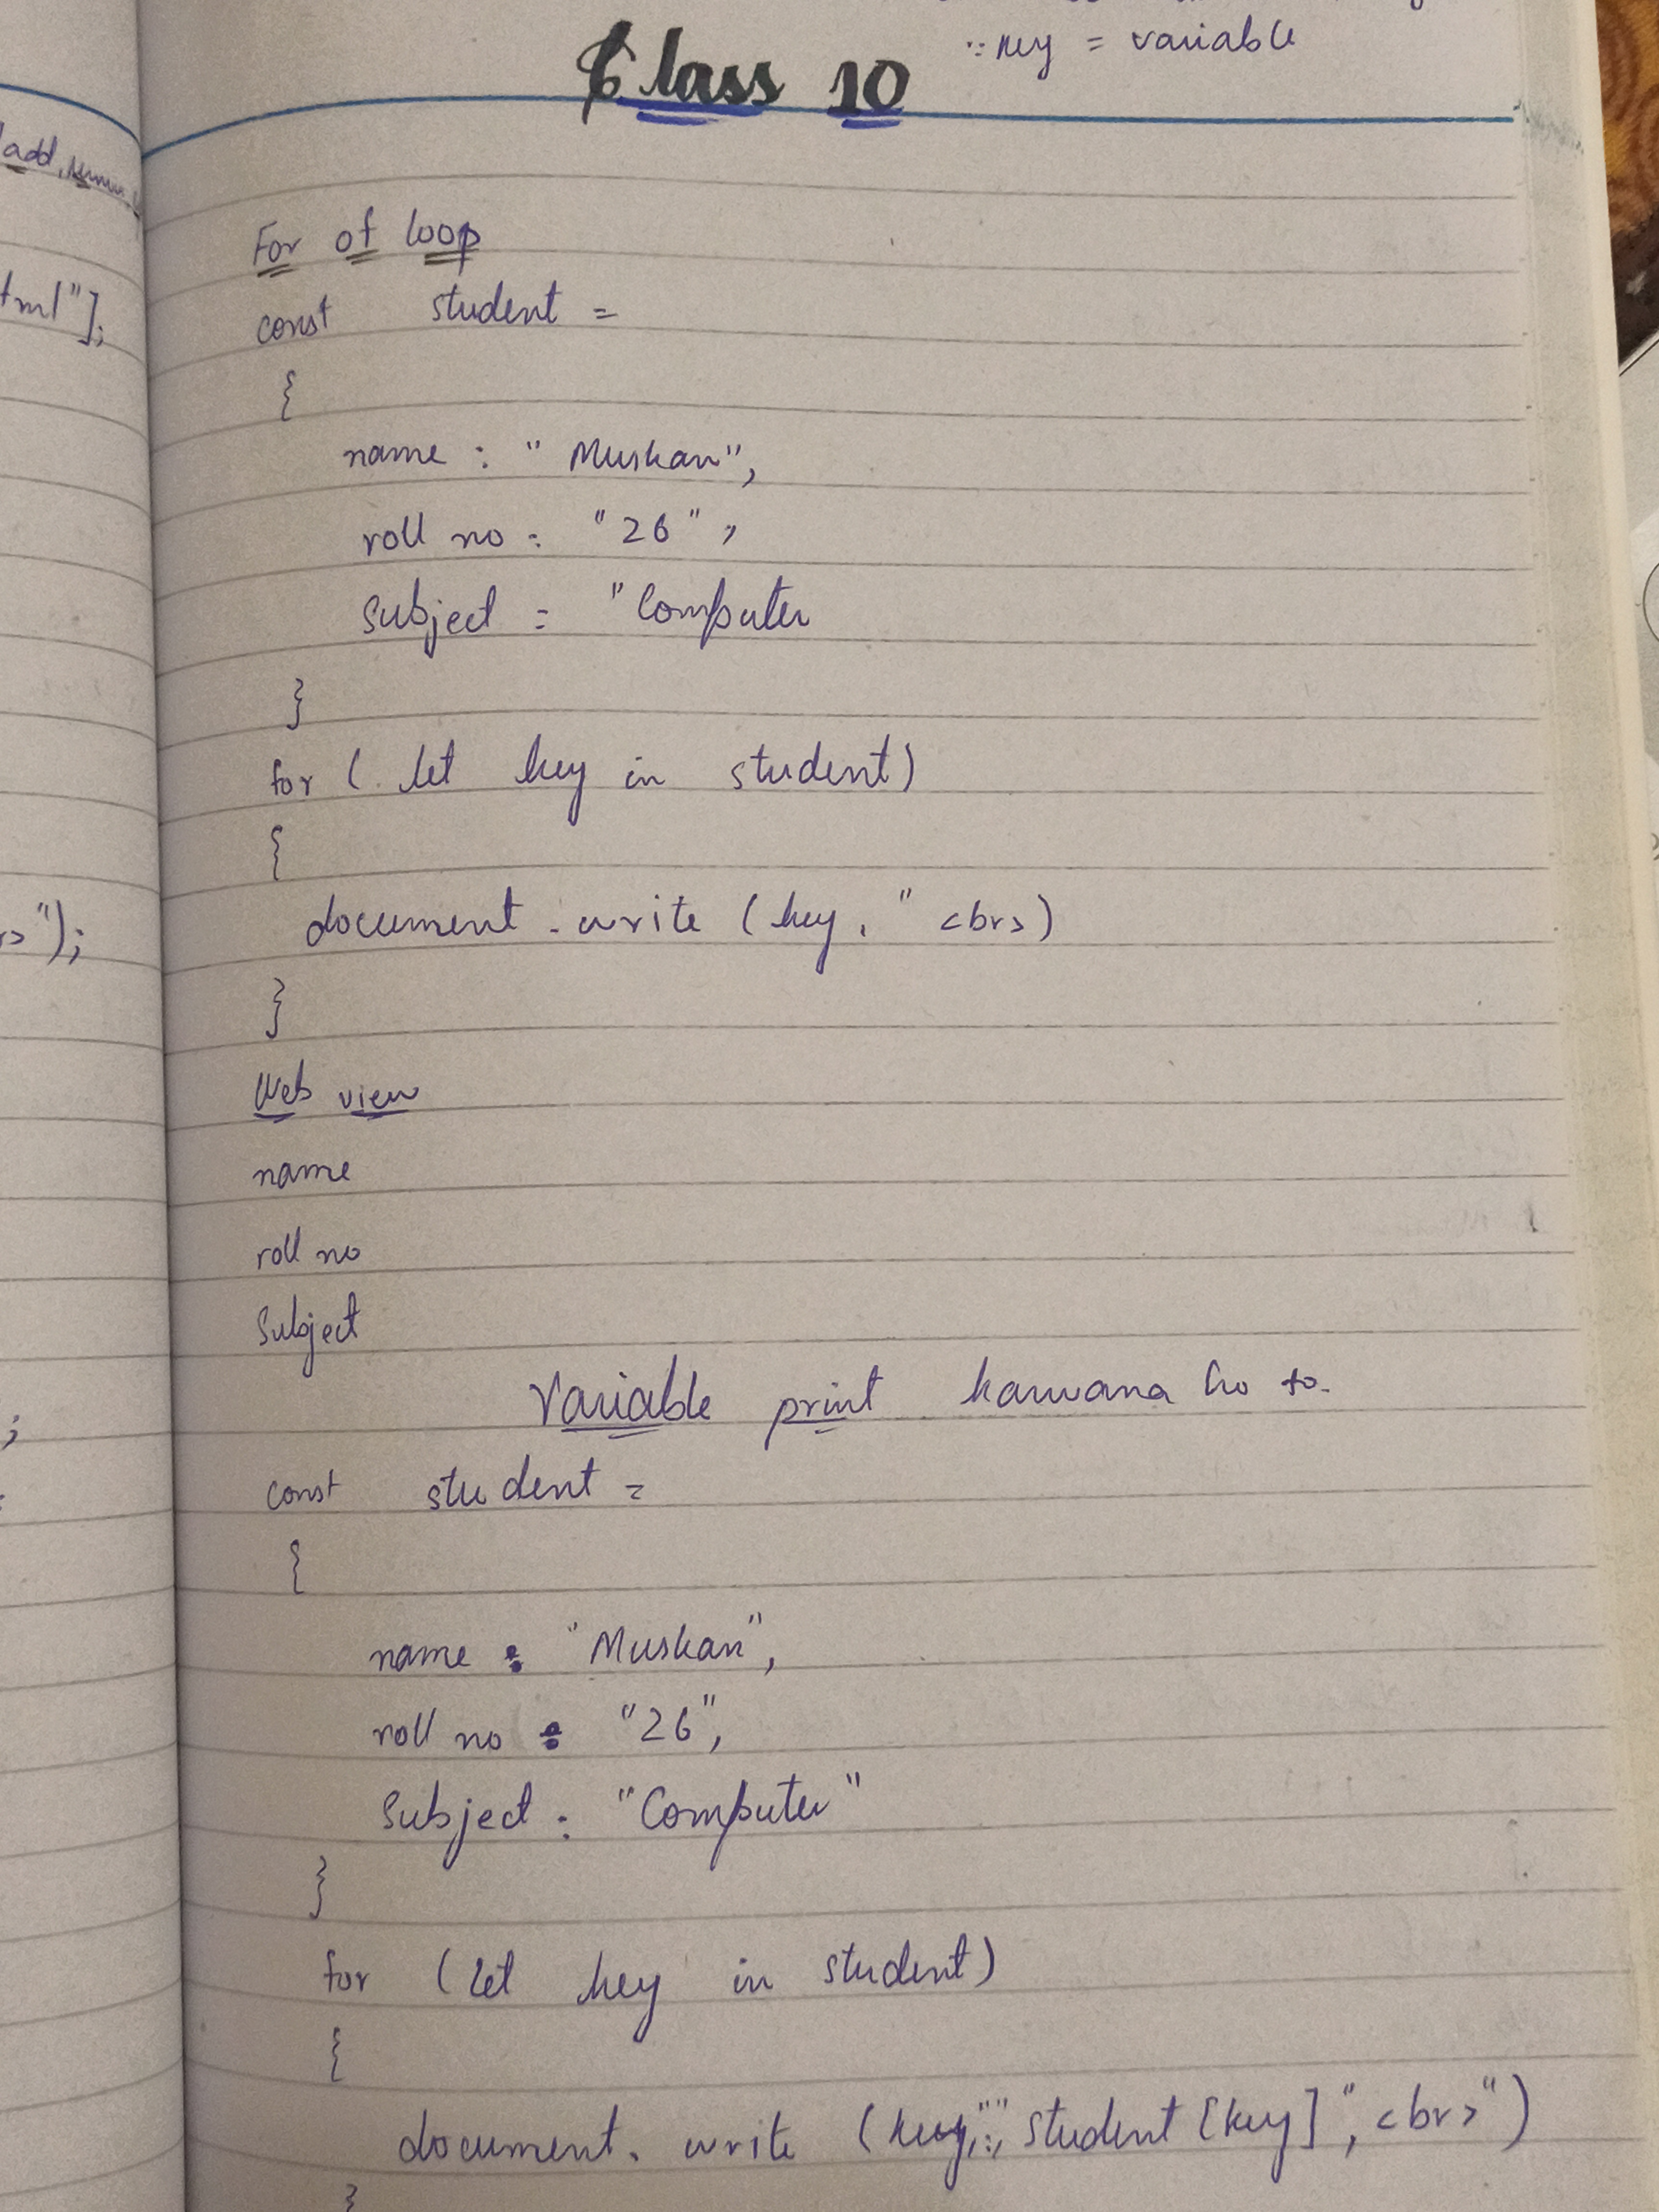 ∵ key = variable
Class 10
add,
tml"];
For of loop
const student =
{
name : " Muskan",
roll no : "26",
subject : "Computer
}
for ( let key in student)
{
document.write (key, "<br>)
}
s>");
Web view
name
roll no
Subject
Variable print karwana ho to.
;
const student =
{
name : "Muskan",
roll no : "26",
Subject : "Computer"
}
for (let key in student)
{
document. write (key,":", student [key] ",<br>")
}